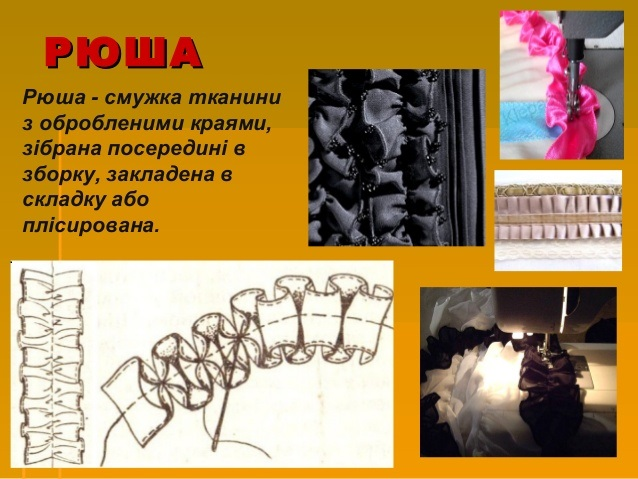 РЮША
Рюша - смужка тканини
з обробленими краями,
зібрана посередині в
зборку, закладена в
складку або
плісирована.